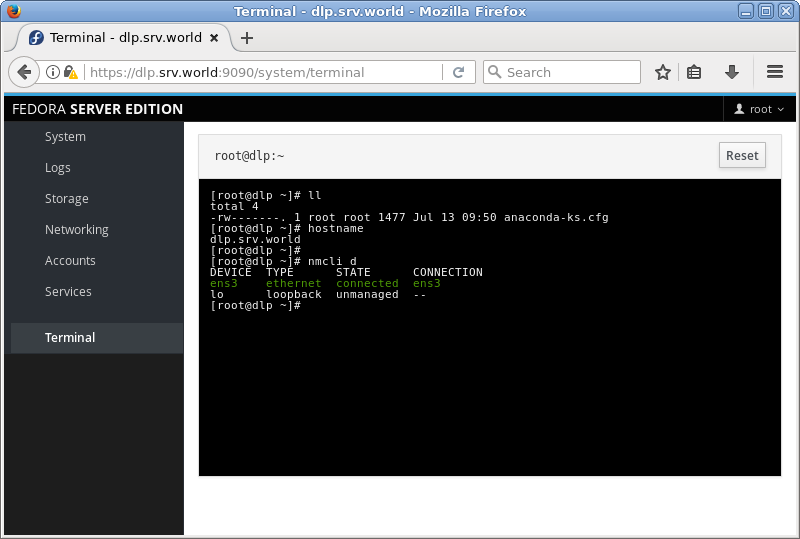 Terminal - dlp.srv.world - Mozilla Firefox
Terminal - dlp.srv.world
https://dlp.srv.world:9090/system/terminal
Search
FEDORA SERVER EDITION
root
System
Logs
Storage
Networking
Accounts
Services
Terminal
root@dlp:~
Reset
[root@dlp ~]# ll
total 4
-rw-------. 1 root root 1477 Jul 13 09:50 anaconda-ks.cfg
[root@dlp ~]# hostname
dlp.srv.world
[root@dlp ~]#
[root@dlp ~]# nmcli d
DEVICE  TYPE      STATE      CONNECTION
ens3    ethernet  connected  ens3
lo      loopback  unmanaged  --
[root@dlp ~]#